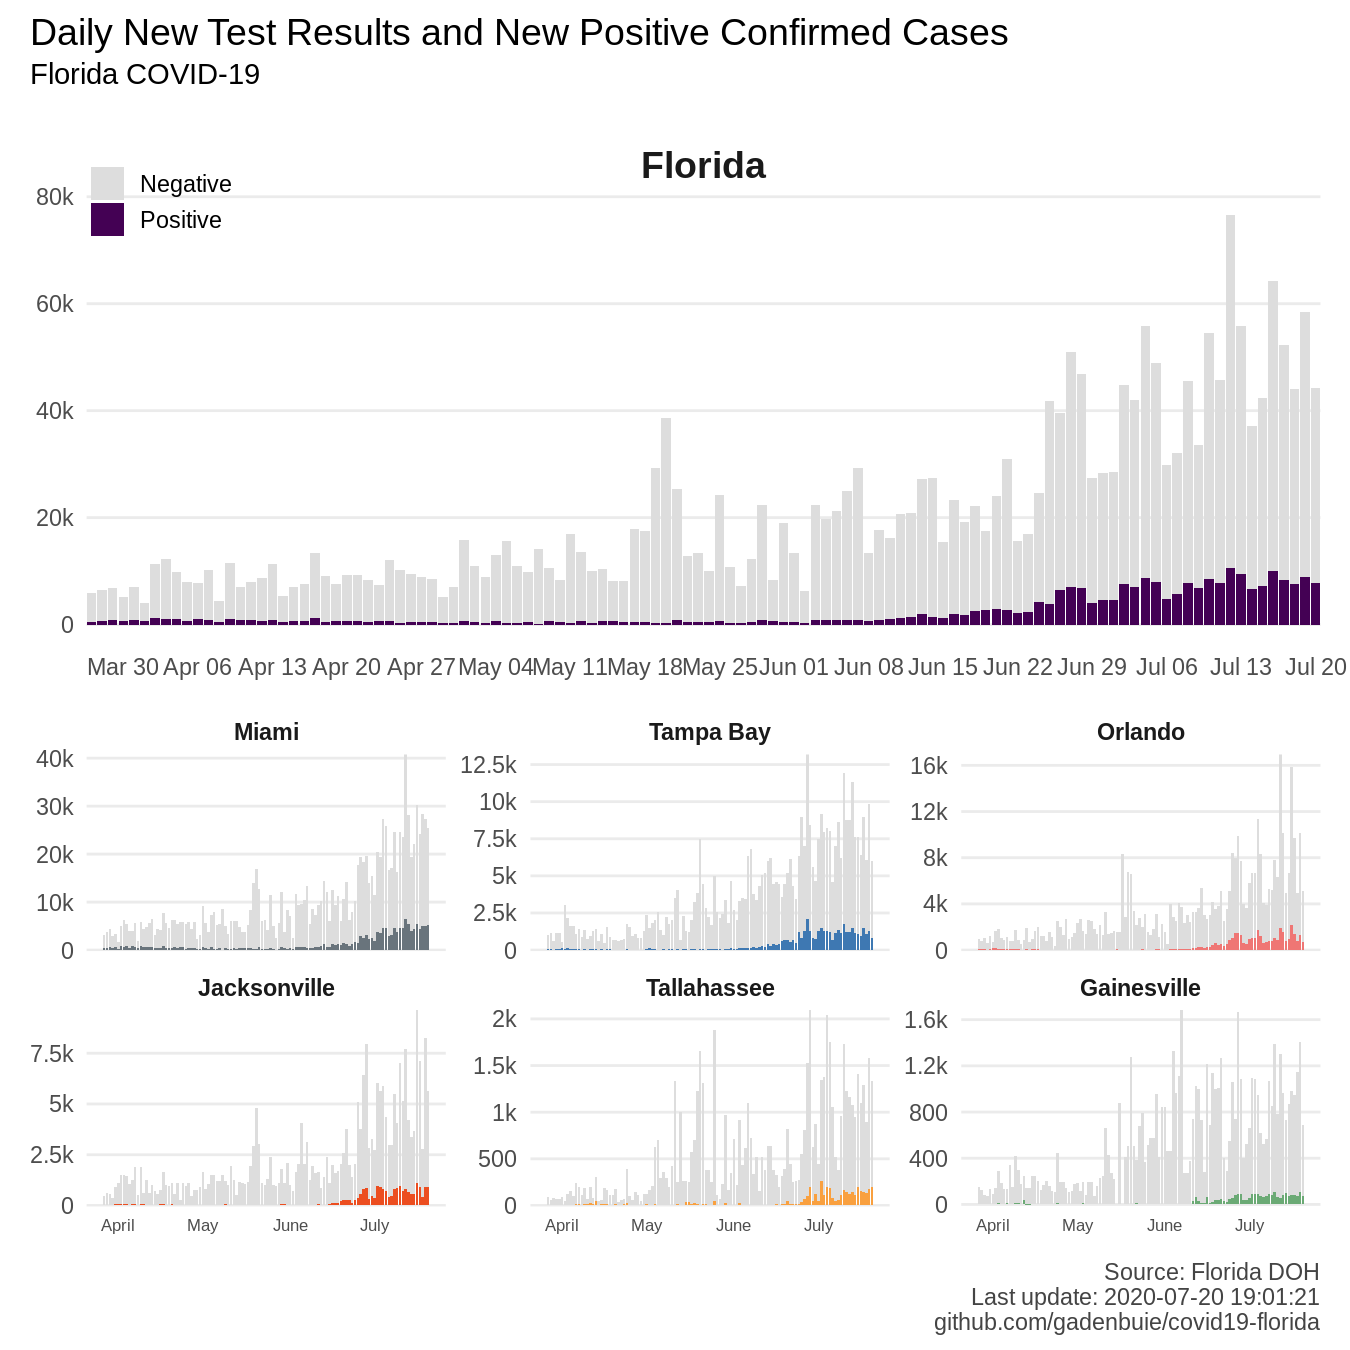 Daily New Test Results and New Positive Confirmed Cases
Florida COVID-19
Florida
Negative
Positive
80k
60k
40k
20k
0
Mar 30 Apr 06 Apr 13 Apr 20 Apr 27 May 04 May 11 May 18 May 25 Jun 01 Jun 08 Jun 15 Jun 22 Jun 29 Jul 06 Jul 13 Jul 20
Miami
40k
30k
20k
10k
0
Tampa Bay
12.5k
10k
7.5k
5k
2.5k
0
Orlando
16k
12k
8k
4k
0
Jacksonville
7.5k
5k
2.5k
0
April May June July
Tallahassee
2k
1.5k
1k
500
0
April May June July
Gainesville
1.6k
1.2k
800
400
0
April May June July
Source: Florida DOH
Last update: 2020-07-20 19:01:21
github.com/gadenbuie/covid19-florida